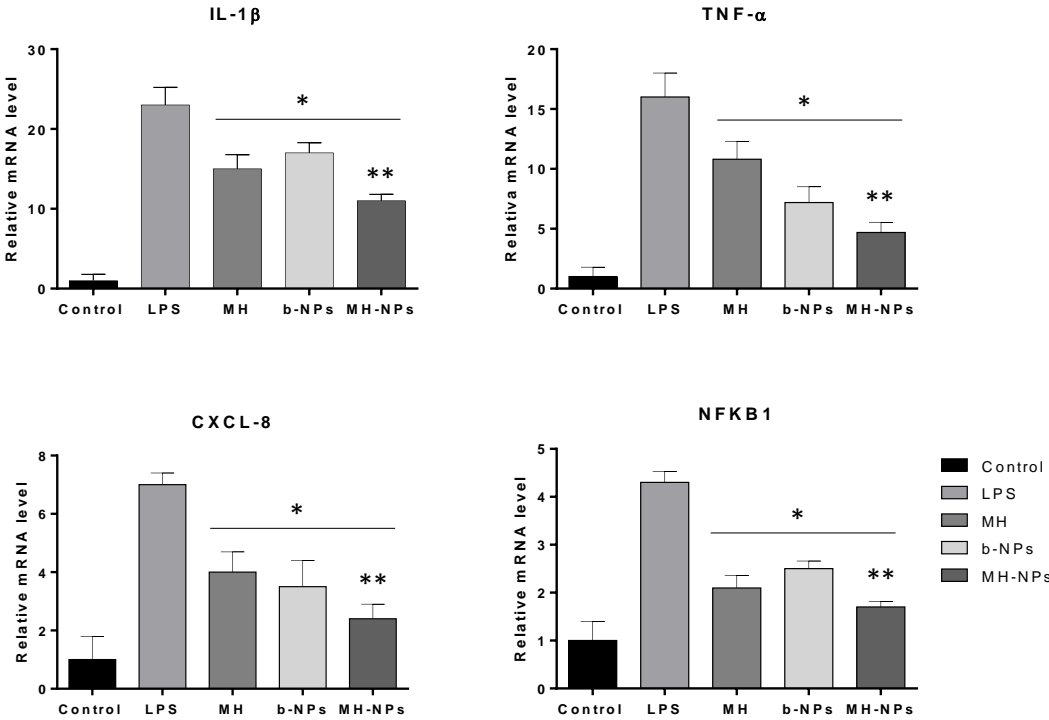 IL-1β
Relative mRNA level
30
20
10
0
*
**
Control LPS MH b-NPs MH-NPs
TNF-α
Relativa mRNA level
20
15
10
5
0
*
**
Control LPS MH b-NPs MH-NPs
CXCL-8
Relative mRNA level
8
6
4
2
0
*
**
Control LPS MH b-NPs MH-NPs
NFKB1
Relative mRNA level
5
4
3
2
1
0
*
**
Control LPS MH b-NPs MH-NPs
Control
LPS
MH
b-NPs
MH-NPs